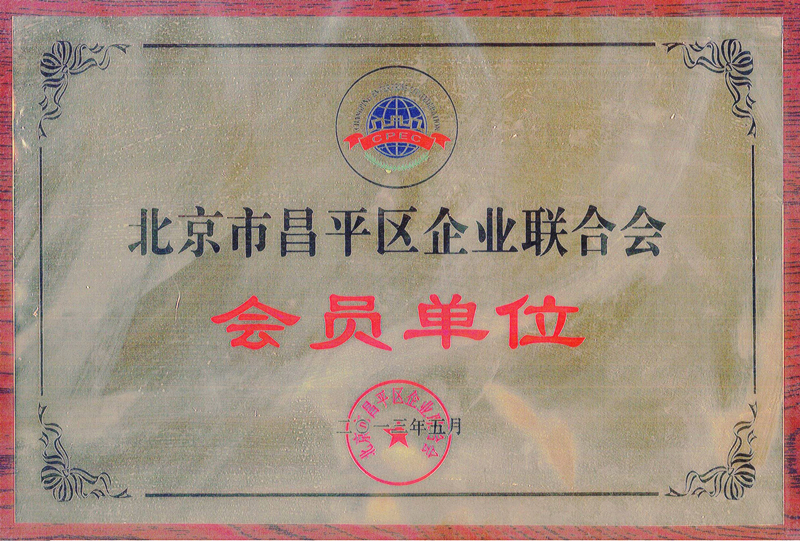 CPEC
北京市昌平区企业联合会
会员单位
二〇一三年五月
北京市昌平区企业联合会